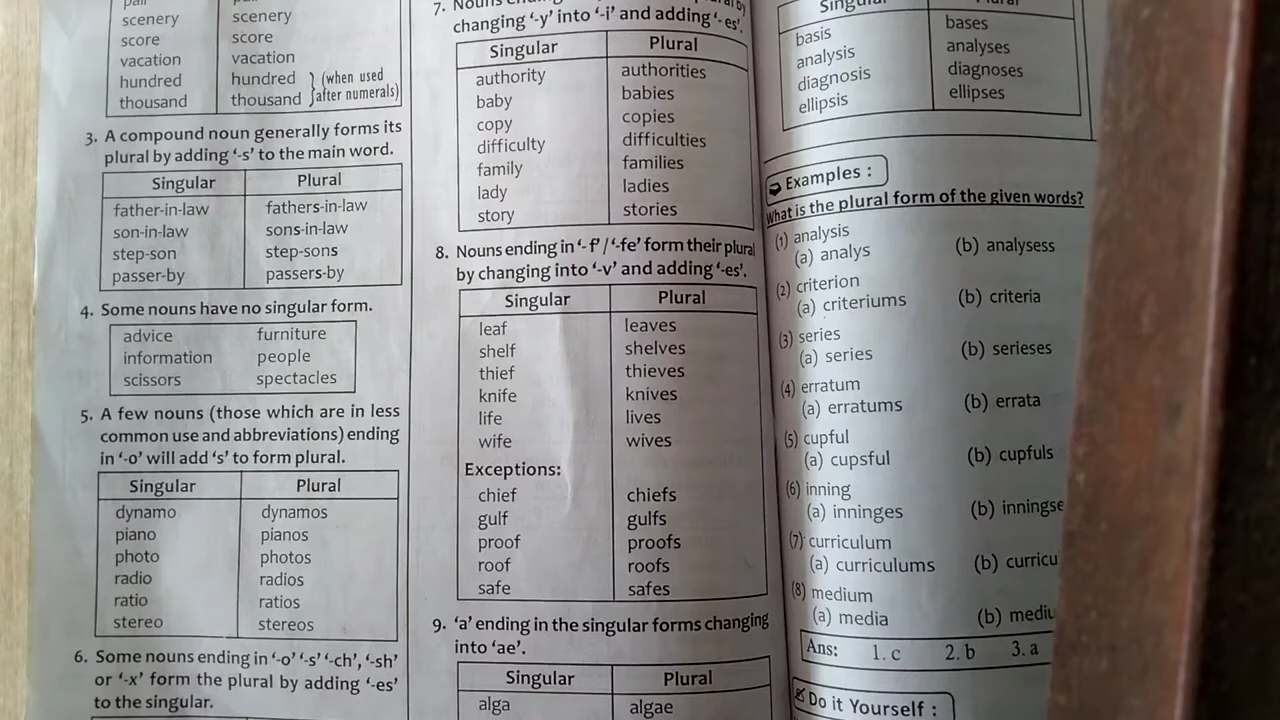 scenery scenery
score score
vacation vacation
hundred hundred (when used
thousand thousand after numerals)
3. A compound noun generally forms its
plural by adding ‘-s’ to the main word.
Singular Plural
father-in-law fathers-in-law
son-in-law sons-in-law
step-son step-sons
passer-by passers-by
4. Some nouns have no singular form.
advice furniture
information people
scissors spectacles
5. A few nouns (those which are in less
common use and abbreviations) ending
in ‘-o’ will add ‘s’ to form plural.
Singular Plural
dynamo dynamos
piano pianos
photo photos
radio radios
ratio ratios
stereo stereos
6. Some nouns ending in ‘-o’ ‘-s’ ‘-ch’, ‘-sh’
or ‘-x’ form the plural by adding ‘-es’
to the singular.
7. Nouns
changing ‘-y’ into ‘-i’ and adding ‘-es’.
Singular Plural
authority authorities
baby babies
copy copies
difficulty difficulties
family families
lady ladies
story stories
8. Nouns ending in ‘-f’ / ‘-fe’ form their plural
by changing into ‘-v’ and adding ‘-es’.
Singular Plural
leaf leaves
shelf shelves
thief thieves
knife knives
life lives
wife wives
Exceptions:
chief chiefs
gulf gulfs
proof proofs
roof roofs
safe safes
9. ‘a’ ending in the singular forms changing
into ‘ae’.
Singular Plural
alga algae
Singular Plural
basis bases
analysis analyses
diagnosis diagnoses
ellipsis ellipses
Examples :
What is the plural form of the given words?
(1) analysis
(a) analys (b) analysess
(2) criterion
(a) criteriums (b) criteria
(3) series
(a) series (b) serieses
(4) erratum
(a) erratums (b) errata
(5) cupful
(a) cupsful (b) cupfuls
(6) inning
(a) inninges (b) inningse
(7) curriculum
(a) curriculums (b) curricu
(8) medium
(a) media (b) mediu
Ans: 1. c 2. b 3. a
Do it Yourself :